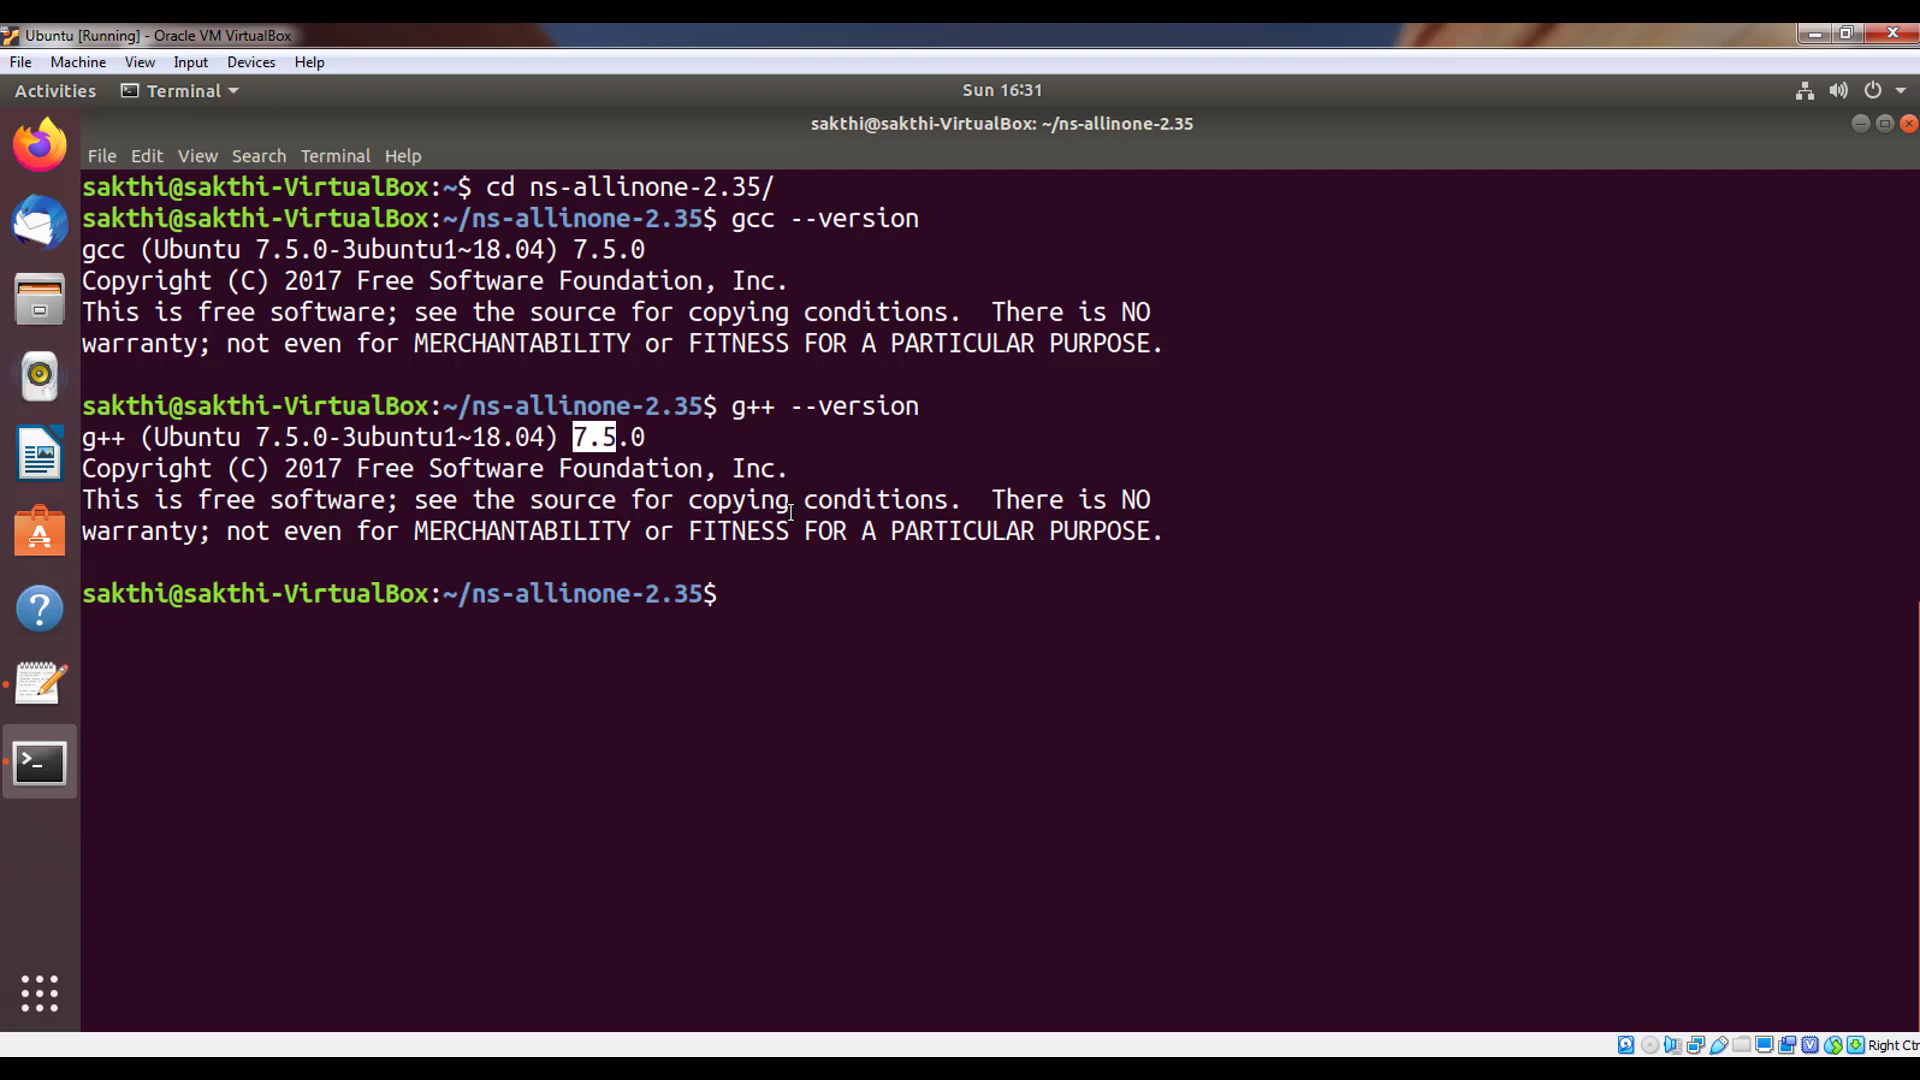 Ubuntu [Running] - Oracle VM VirtualBox
File Machine View Input Devices Help
Activities Terminal Sun 16:31
sakthi@sakthi-VirtualBox: ~/ns-allinone-2.35
File Edit View Search Terminal Help
sakthi@sakthi-VirtualBox:~$ cd ns-allinone-2.35/
sakthi@sakthi-VirtualBox:~/ns-allinone-2.35$ gcc --version
gcc (Ubuntu 7.5.0-3ubuntu1~18.04) 7.5.0
Copyright (C) 2017 Free Software Foundation, Inc.
This is free software; see the source for copying conditions.  There is NO
warranty; not even for MERCHANTABILITY or FITNESS FOR A PARTICULAR PURPOSE.
sakthi@sakthi-VirtualBox:~/ns-allinone-2.35$ g++ --version
g++ (Ubuntu 7.5.0-3ubuntu1~18.04) 7.5.0
Copyright (C) 2017 Free Software Foundation, Inc.
This is free software; see the source for copying conditions.  There is NO
warranty; not even for MERCHANTABILITY or FITNESS FOR A PARTICULAR PURPOSE.
sakthi@sakthi-VirtualBox:~/ns-allinone-2.35$
Right Ctr